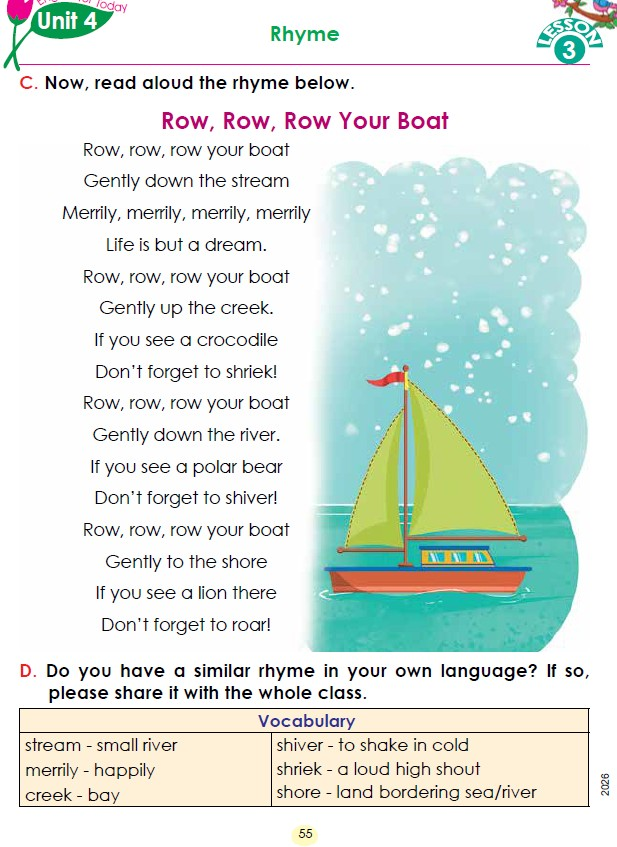 English for Today
Unit 4
Rhyme
LESSON
3
C. Now, read aloud the rhyme below.
Row, Row, Row Your Boat
Row, row, row your boat
Gently down the stream
Merrily, merrily, merrily, merrily
Life is but a dream.
Row, row, row your boat
Gently up the creek.
If you see a crocodile
Don't forget to shriek!
Row, row, row your boat
Gently down the river.
If you see a polar bear
Don't forget to shiver!
Row, row, row your boat
Gently to the shore
If you see a lion there
Don't forget to roar!
D. Do you have a similar rhyme in your own language? If so,
please share it with the whole class.
Vocabulary
stream - small river
merrily - happily
creek - bay
shiver - to shake in cold
shriek - a loud high shout
shore - land bordering sea/river
2026
55